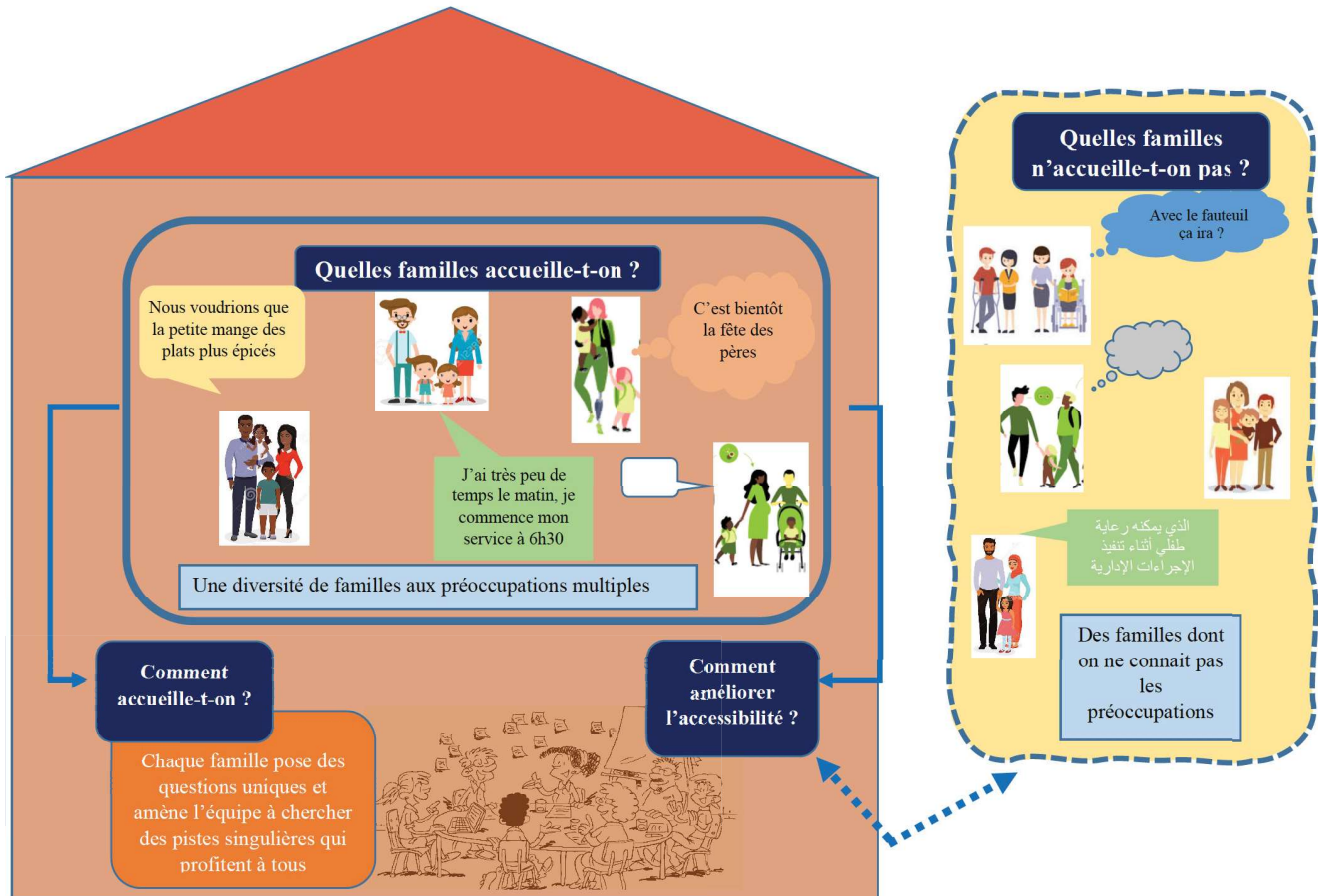 Quelles familles accueille-t-on ?
Nous voudrions que
la petite mange des
plats plus épicés
C'est bientôt
la fête des
pères
J'ai très peu de
temps le matin, je
commence mon
service à 6h30
Une diversité de familles aux préoccupations multiples
Comment
accueille-t-on ?
Chaque famille pose des
questions uniques et
amène l'équipe à chercher
des pistes singulières qui
profitent à tous
Comment
améliorer
l'accessibilité ?
Quelles familles
n'accueille-t-on pas ?
Avec le fauteuil
ça ira ?
الذي يمكنه رعاية
طفلي أثناء تنفيذ
الإجراءات الإدارية
Des familles dont
on ne connait pas
les
préoccupations